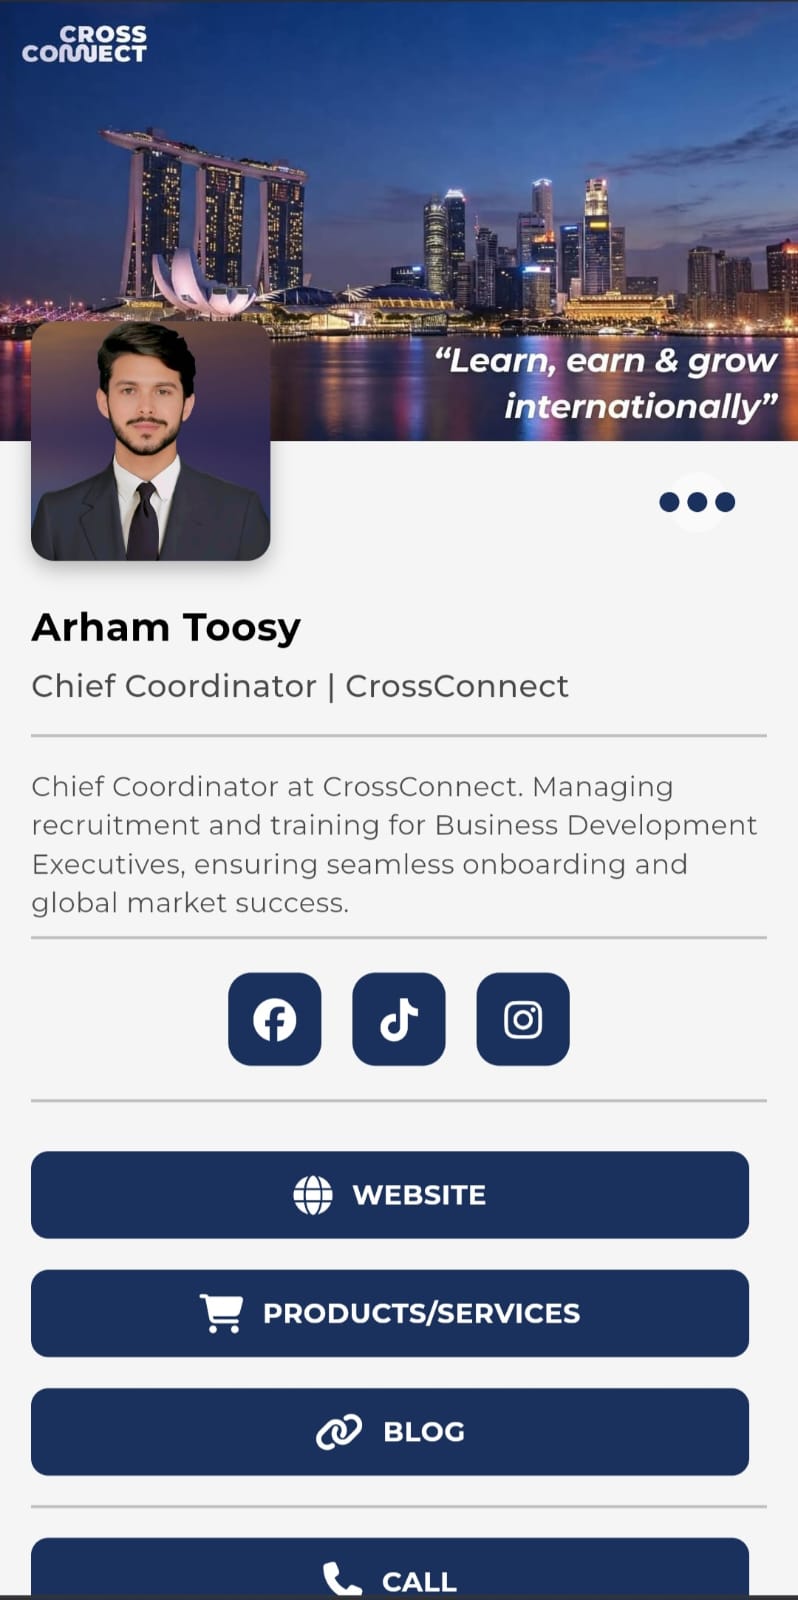 CROSS
CONNECT
“Learn, earn & grow
internationally”
Arham Toosy
Chief Coordinator | CrossConnect
Chief Coordinator at CrossConnect. Managing
recruitment and training for Business Development
Executives, ensuring seamless onboarding and
global market success.
WEBSITE
PRODUCTS/SERVICES
BLOG
CALL